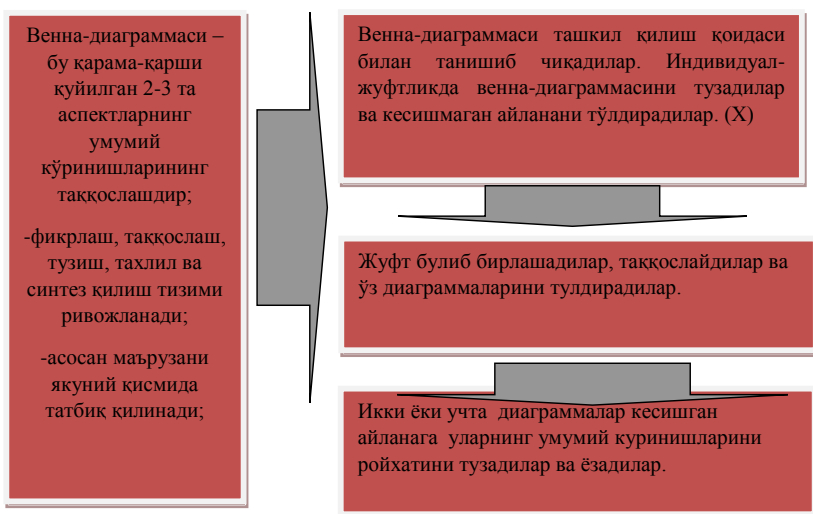 Венна-диаграммаси –
бу қарама-қарши
қуйилган 2-3 та
аспектларнинг
умумий
кўринишларининг
таққослашдир;
-фикрлаш, таққослаш,
тузиш, тахлил ва
синтез қилиш тизими
ривожланади;
-асосан маърузани
якуний қисмида
татбиқ қилинади;
Венна-диаграммаси ташкил қилиш қоидаси
билан танишиб чиқадилар. Индивидуал-
жуфтликда венна-диаграммасини тузадилар
ва кесишмаган айланани тўлдирадилар. (Х)
Жуфт булиб бирлашадилар, таққослайдилар ва
ўз диаграммаларини тулдирадилар.
Икки ёки учта диаграммалар кесишган
айланага уларнинг умумий куринишларини
ройхатини тузадилар ва ёзадилар.